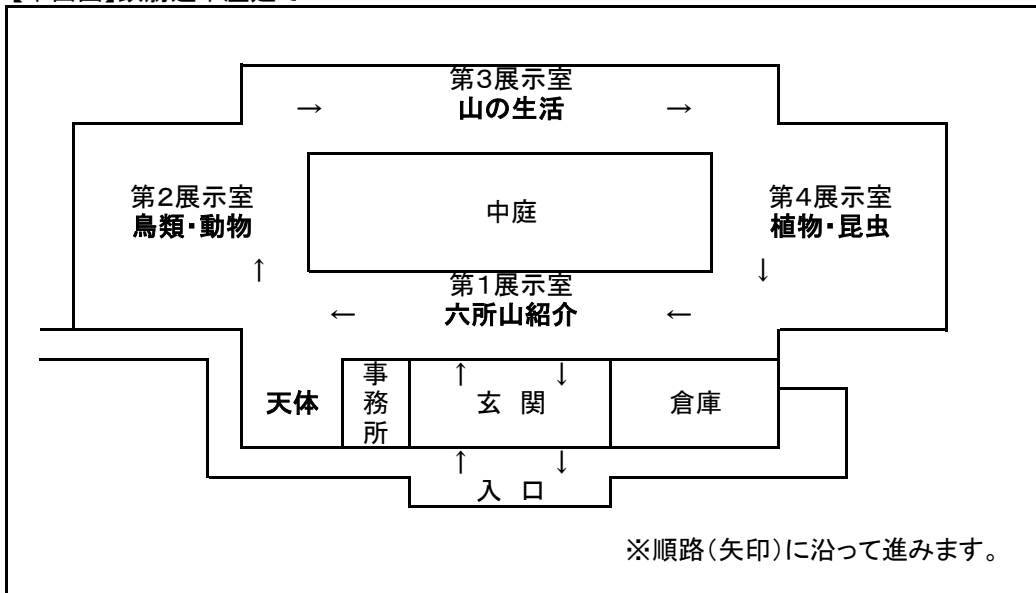 第3展示室
→ 山の生活 →
第2展示室
鳥類・動物
中庭
第4展示室
植物・昆虫
↑ ↓
第1展示室
← 六所山紹介 ←
天体
事務所
↑ ↓
玄 関
倉庫
↑ ↓
入 口
※順路(矢印)に沿って進みます。